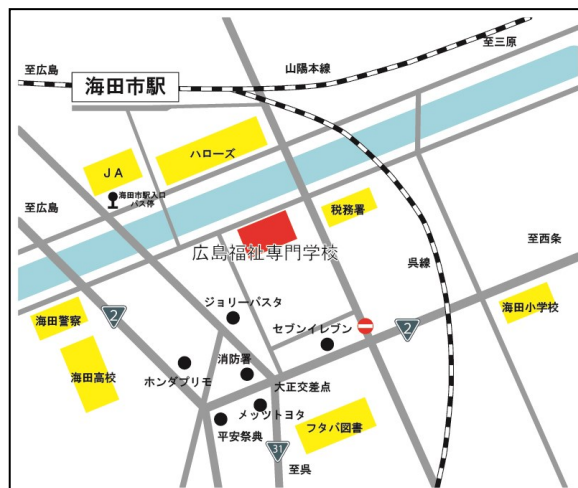 至三原
山陽本線
至広島
海田市駅
ハローズ
JA
海田市駅入口
バス停
至広島
税務署
広島福祉専門学校
至西条
呉線
ジョリーパスタ
海田小学校
2
セブンイレブン
2
海田警察
消防署
海田高校
ホンダプリモ
大正交差点
メッツトヨタ
フタバ図書
平安祭典
31
至呉